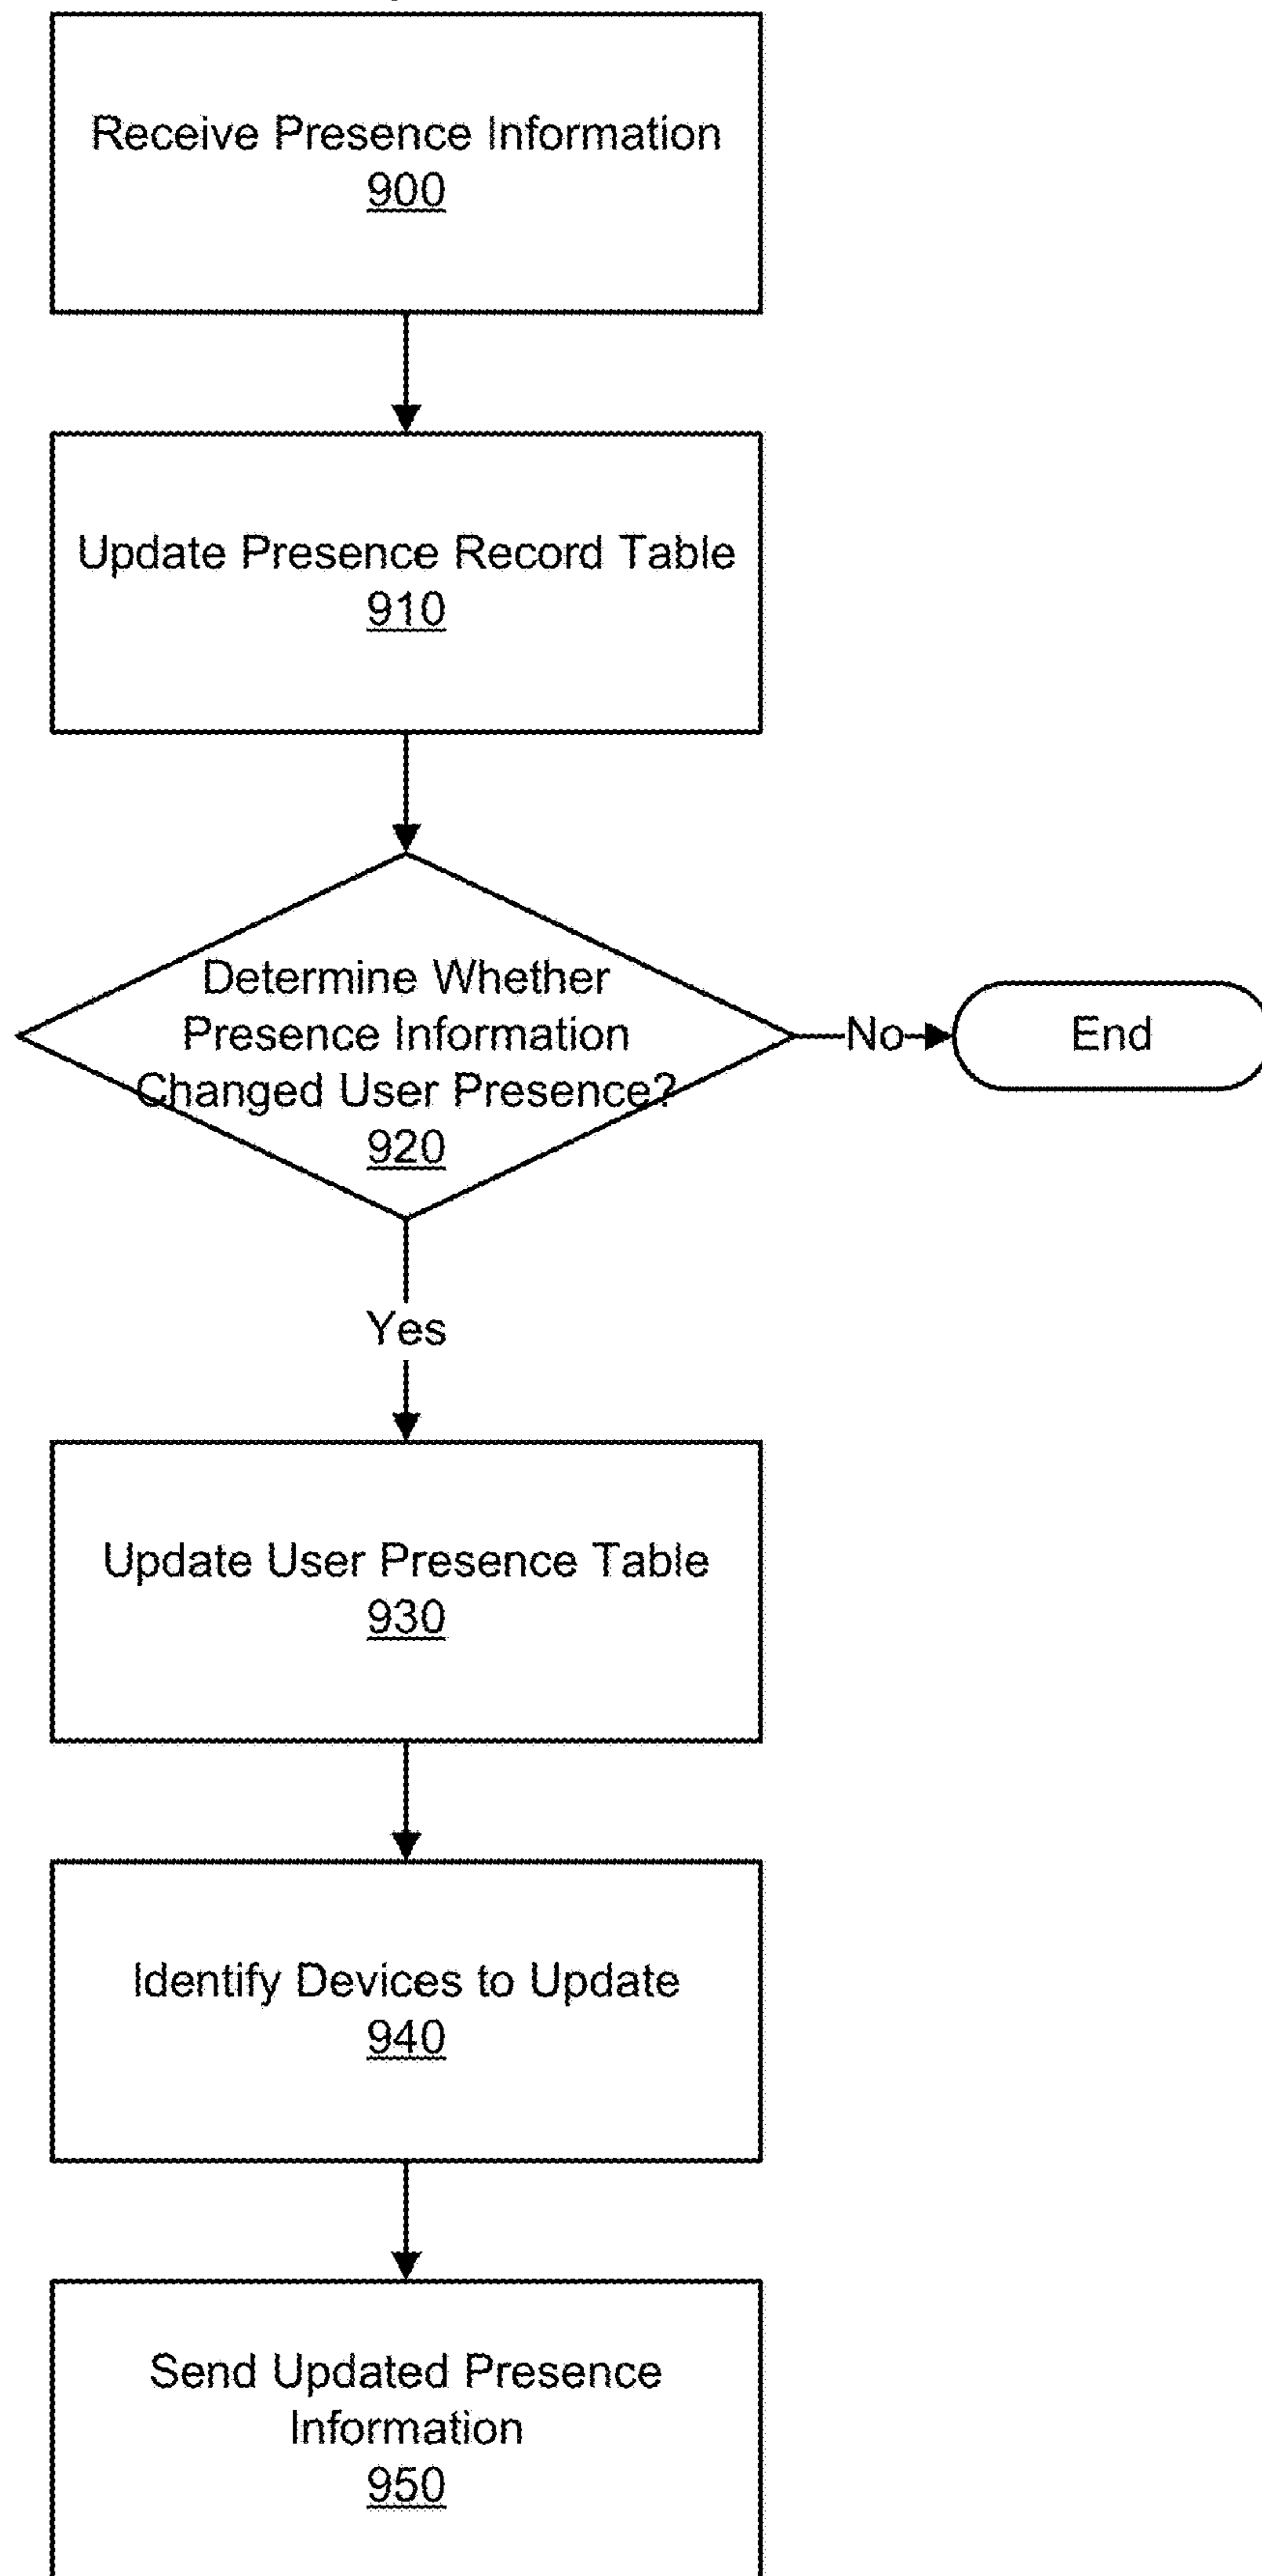 Receive Presence Information
900
Update Presence Record Table
910
Determine Whether
Presence Information
Changed User Presence?
920
No
End
Yes
Update User Presence Table
930
Identify Devices to Update
940
Send Updated Presence
Information
950